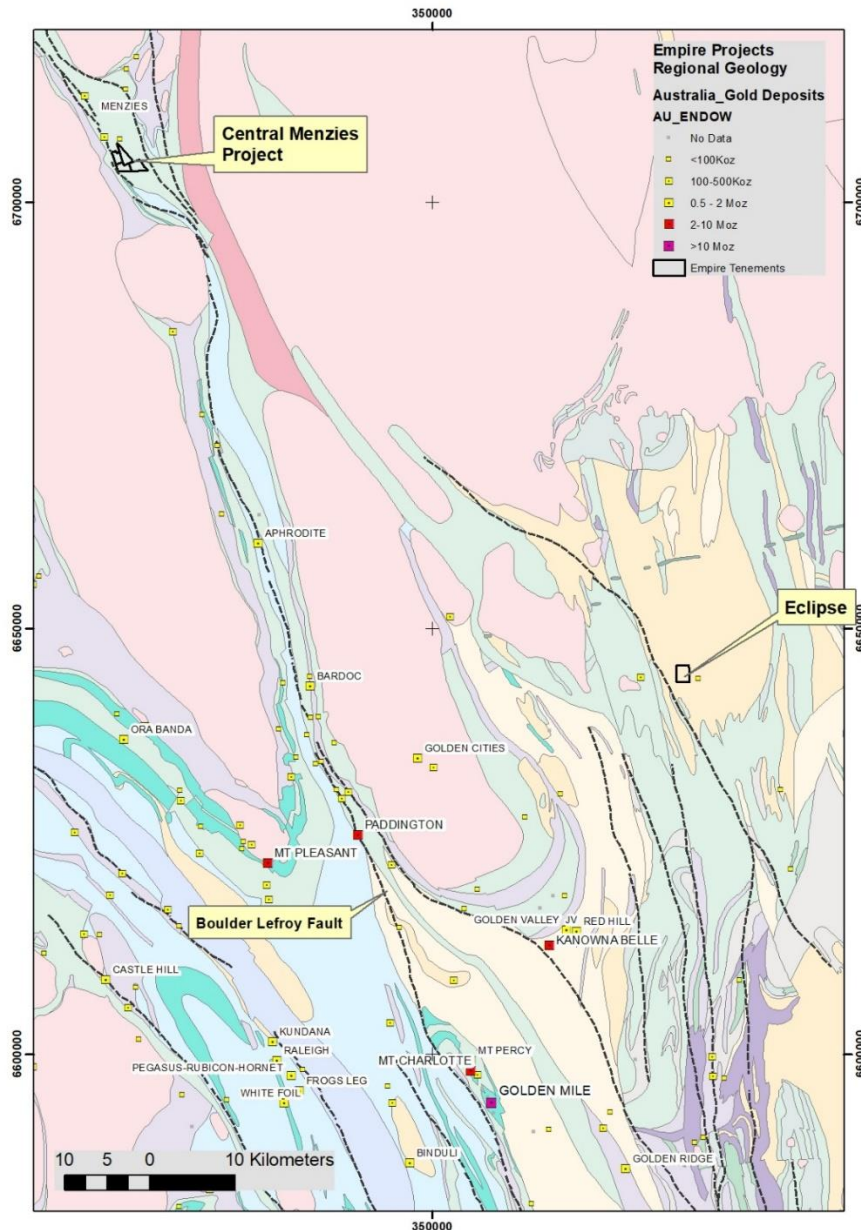 350000
Empire Projects
Regional Geology
Australia_Gold Deposits
AU_ENDOW
No Data
<100Koz
100-500Koz
0.5 - 2 Moz
2-10 Moz
>10 Moz
Empire Tenements
MENZIES
Central Menzies
Project
6700000
6700000
APHRODITE
Eclipse
6650000
6650000
BARDOC
ORA BANDA
GOLDEN CITIES
PADDINGTON
MT PLEASANT
Boulder Lefroy Fault
GOLDEN VALLEY JV
RED HILL
KANOWNA BELLE
CASTLE HILL
KUNDANA
RALEIGH
PEGASUS-RUBICON-HORNET
FROGS LEG
WHITE FOIL
MT CHARLOTTE
MT PERCY
GOLDEN MILE
6600000
6600000
BINDULI
GOLDEN RIDGE
10 5 0 10 Kilometers
350000